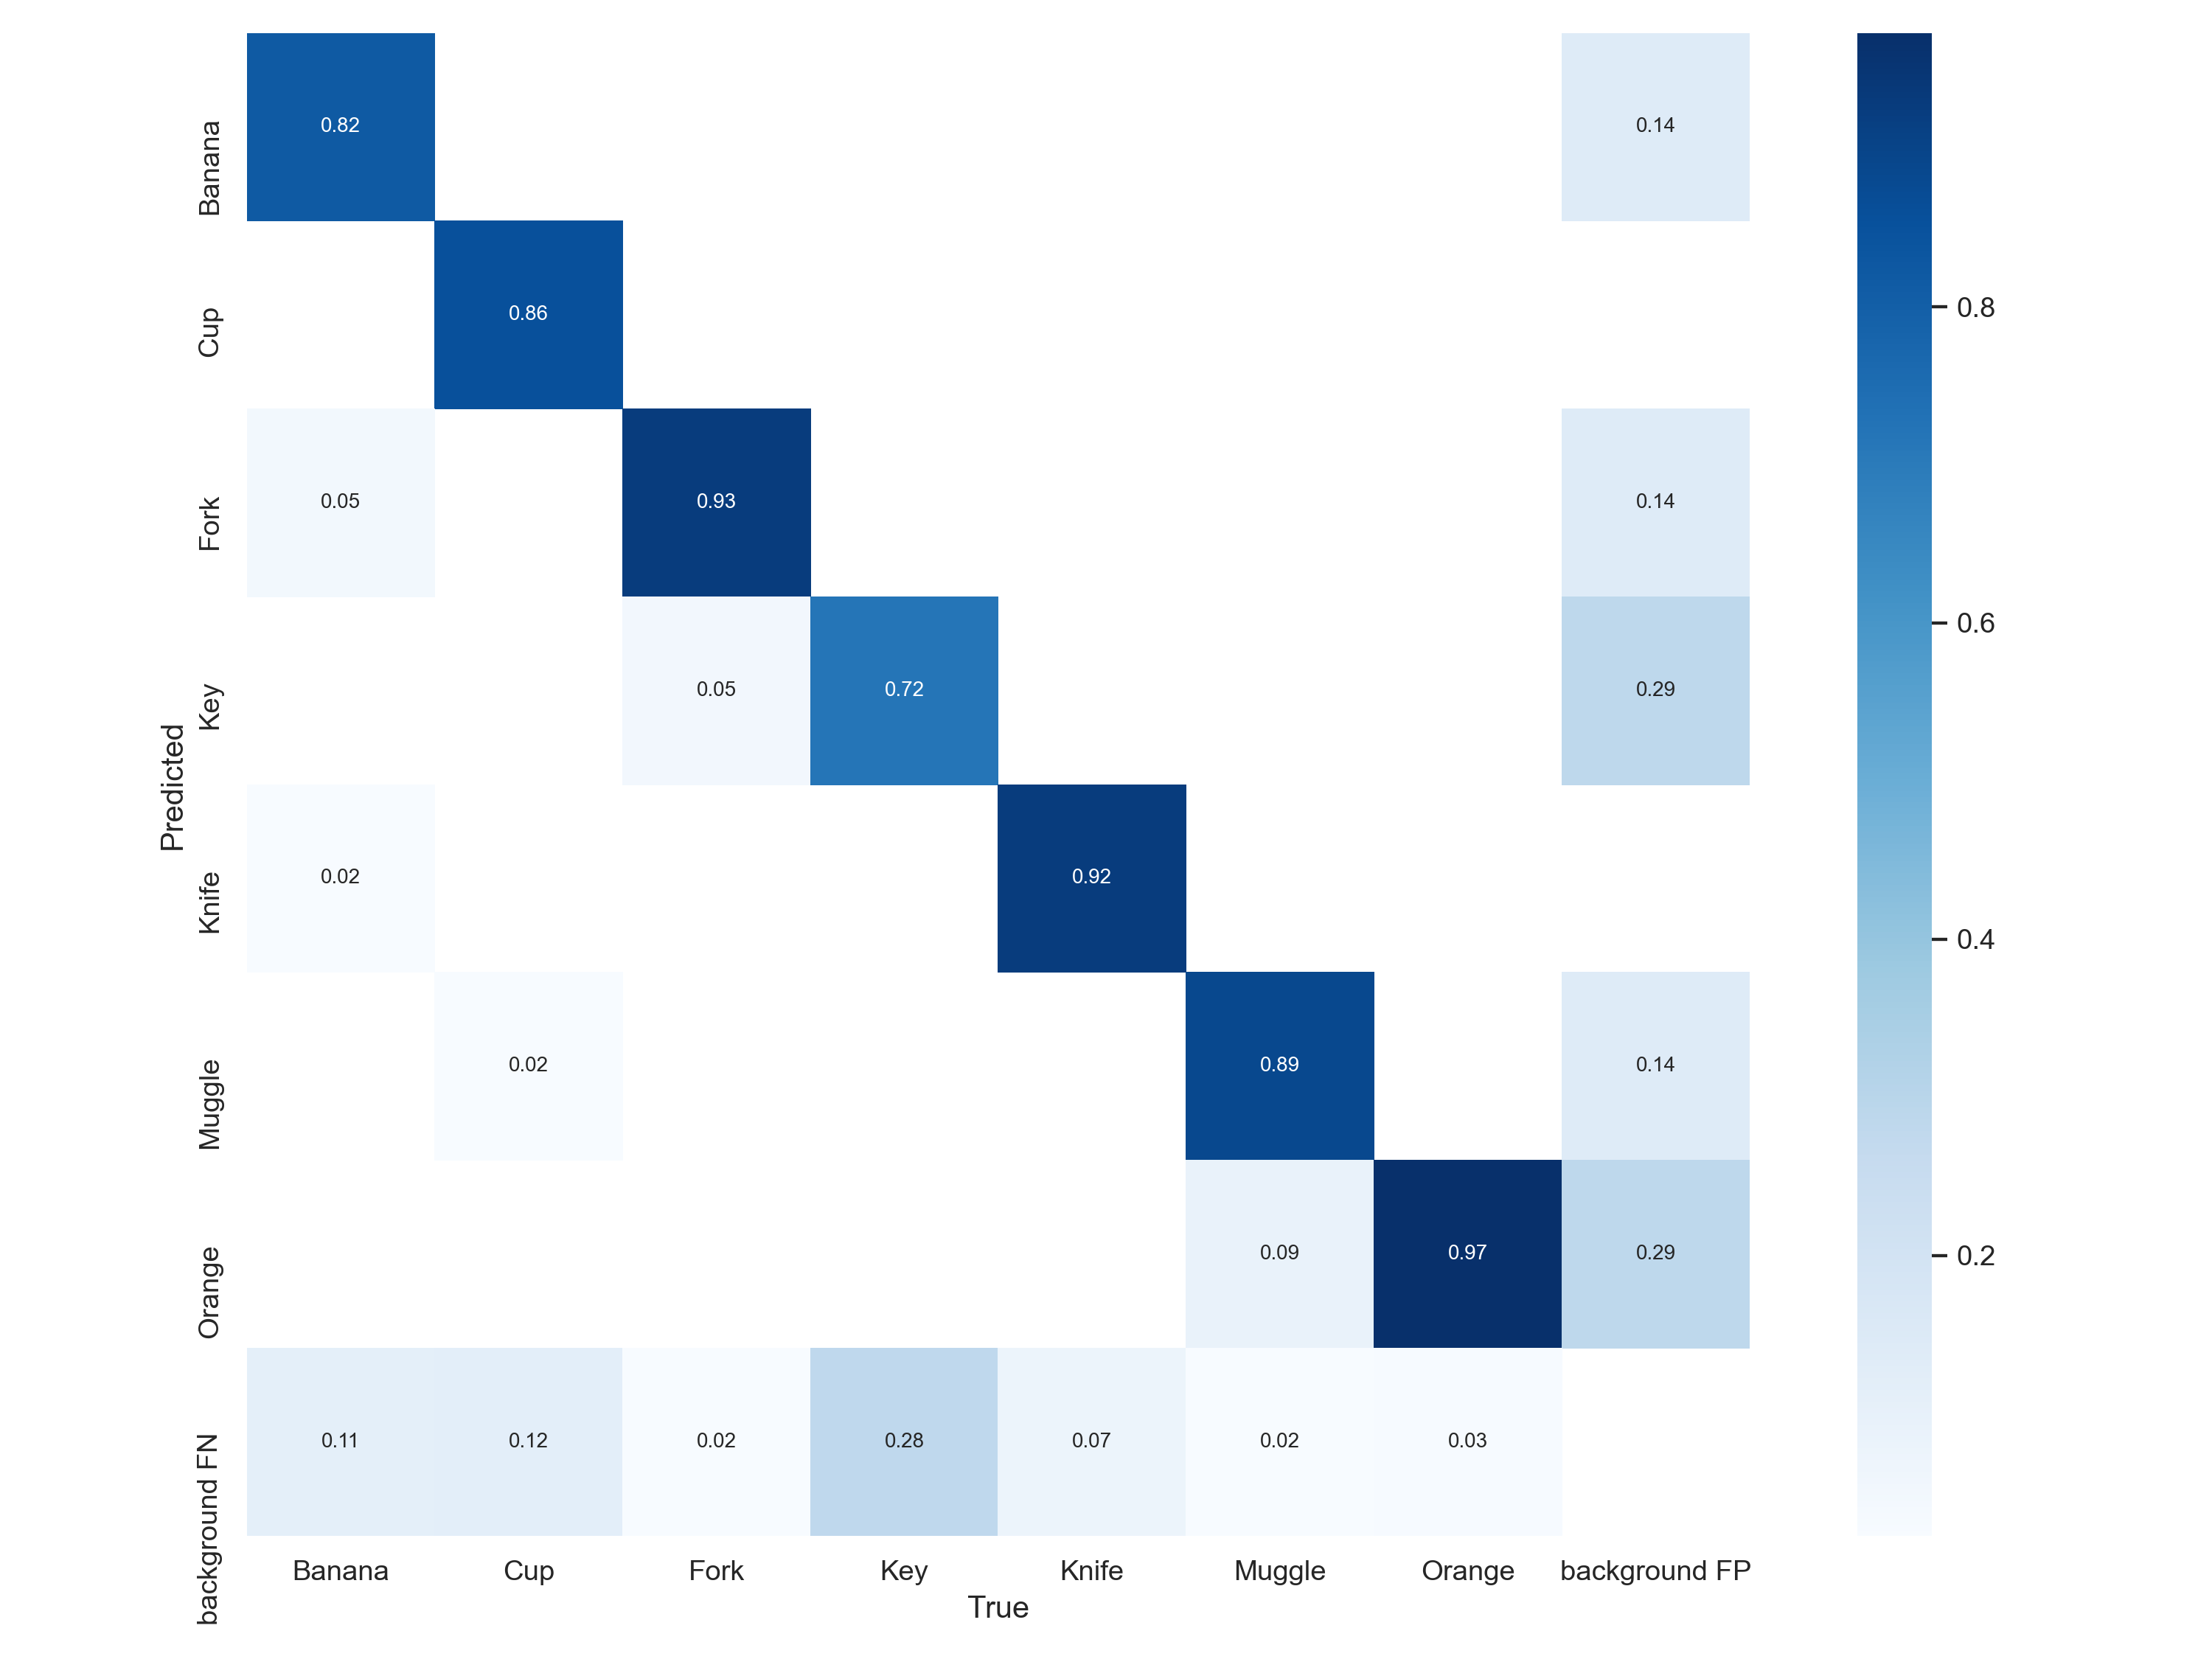 Banana
0.82
0.14
Cup
0.86
0.8
Fork
0.05
0.93
0.14
0.6
Key
0.05
0.72
0.29
Predicted
Knife
0.02
0.92
0.4
Muggle
0.02
0.89
0.14
Orange
0.09
0.97
0.29
0.2
background FN
0.11
0.12
0.02
0.28
0.07
0.02
0.03
Banana
Cup
Fork
Key
Knife
Muggle
Orange
background FP
True